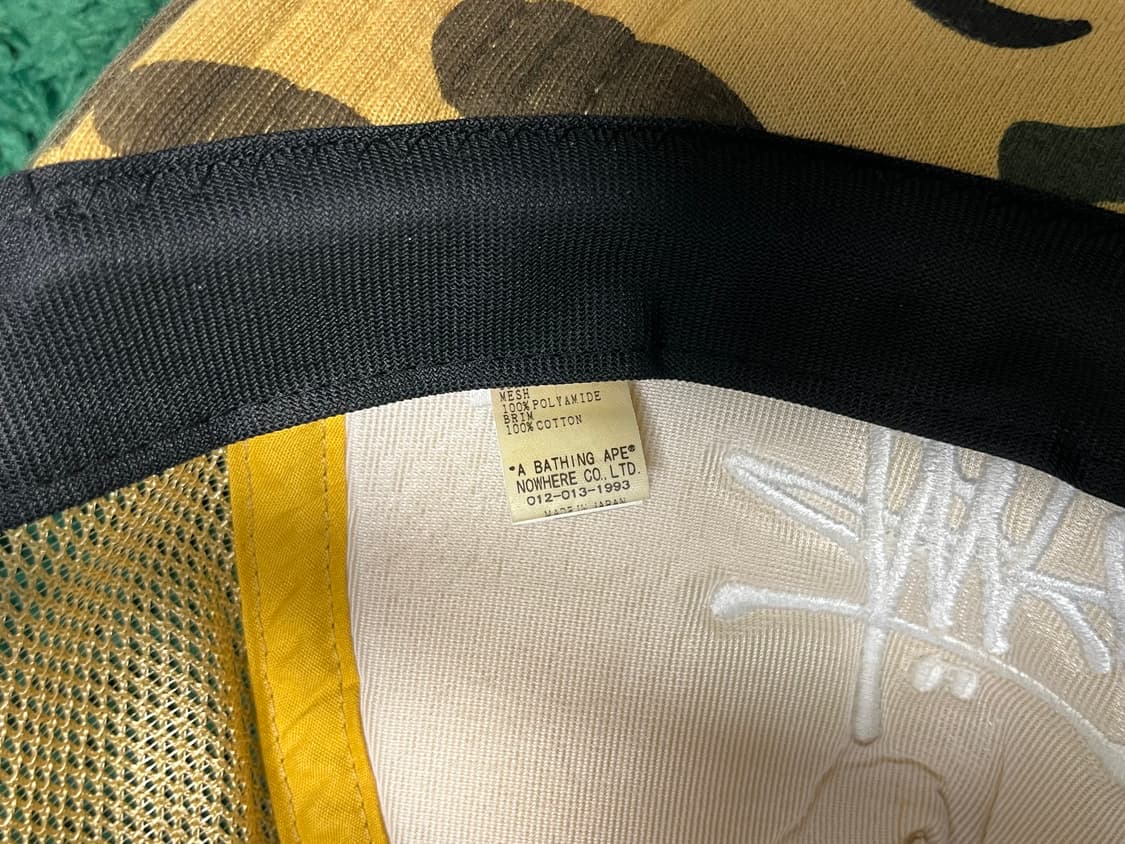 MESH
100%POLYAMIDE
BRIM
100%COTTON
"A BATHING APE®
NOWHERE CO., LTD.
012-013-1993
MADE IN JAPAN